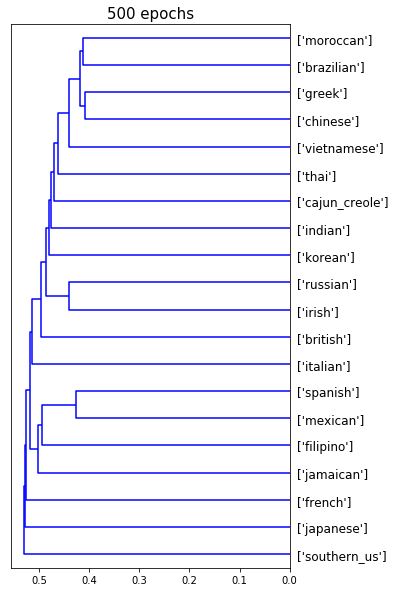 500 epochs
['moroccan']
['brazilian']
['greek']
['chinese']
['vietnamese']
['thai']
['cajun_creole']
['indian']
['korean']
['russian']
['irish']
['british']
['italian']
['spanish']
['mexican']
['filipino']
['jamaican']
['french']
['japanese']
['southern_us']
0.5 0.4 0.3 0.2 0.1 0.0